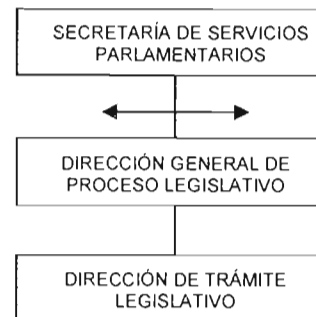 SECRETARÍA DE SERVICIOS
PARLAMENTARIOS
DIRECCIÓN GENERAL DE
PROCESO LEGISLATIVO
DIRECCIÓN DE TRÁMITE
LEGISLATIVO